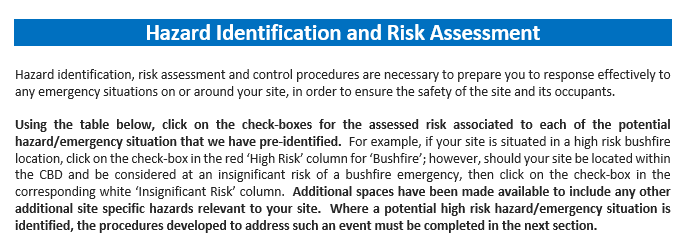 Hazard Identification and Risk Assessment
Hazard identification, risk assessment and control procedures are necessary to prepare you to response effectively to
any emergency situations on or around your site, in order to ensure the safety of the site and its occupants.
Using the table below, click on the check-boxes for the assessed risk associated to each of the potential
hazard/emergency situation that we have pre-identified. For example, if your site is situated in a high risk bushfire
location, click on the check-box in the red ‘High Risk’ column for ‘Bushfire’; however, should your site be located within
the CBD and be considered at an insignificant risk of a bushfire emergency, then click on the check-box in the
corresponding white ‘Insignificant Risk’ column. Additional spaces have been made available to include any other
additional site specific hazards relevant to your site. Where a potential high risk hazard/emergency situation is
identified, the procedures developed to address such an event must be completed in the next section.